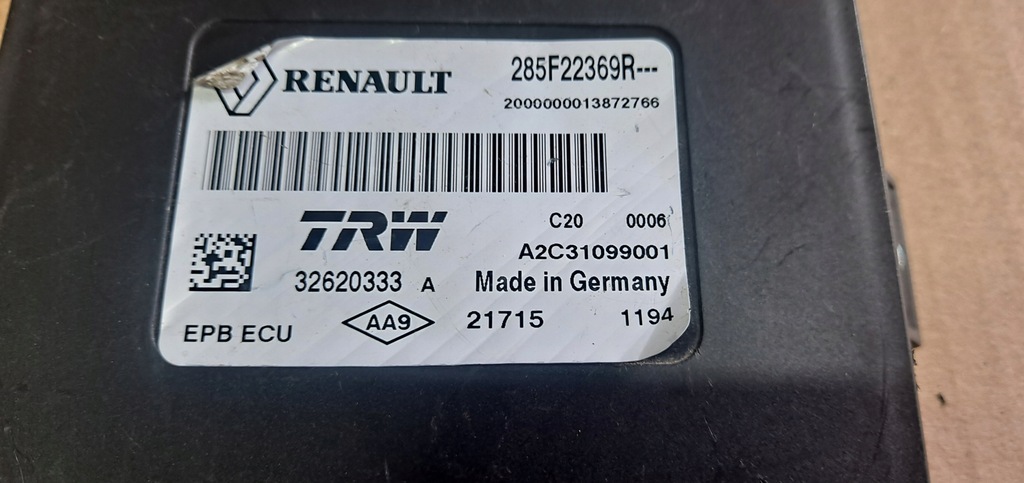 RENAULT 285F22369R---
2000000013872766
TRW C20 0006
A2C31099001
32620333 A Made in Germany
EPB ECU AA9 21715 1194